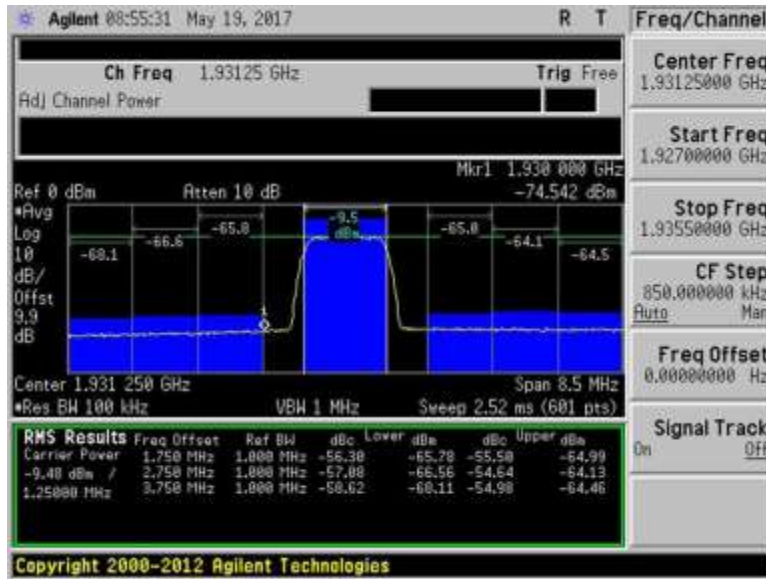 Agilent 08:55:31 May 19, 2017 R T
Freq/Channel
Ch Freq 1.93125 GHz Trig Free
Adj Channel Power
Center Freq
1.93125000 GHz
Start Freq
1.92700000 GHz
Stop Freq
1.93550000 GHz
CF Step
850.000000 kHz
Auto Man
Freq Offset
0.00000000 Hz
Signal Track
On Off
Mkr1 1.930 000 GHz
Ref 0 dBm Atten 10 dB -74.542 dBm
*Avg
Log
10
dB/
Offst
9.9
dB
-68.1
-66.6
-65.8
-9.5
dBm
-65.0
-64.1
-64.5
1
Center 1.931 250 GHz Span 8.5 MHz
*Res BW 100 kHz VBW 1 MHz Sweep 2.52 ms (601 pts)
RMS Results Freq Offset Ref BW dBc Lower dBm dBc Upper dBm
Carrier Power 1.750 MHz 1.000 MHz -56.30 -65.78 -55.50 -64.99
-9.48 dBm / 2.750 MHz 1.000 MHz -57.08 -66.56 -54.64 -64.13
1.25000 MHz 3.750 MHz 1.000 MHz -58.62 -68.11 -54.98 -64.46
Copyright 2000-2012 Agilent Technologies